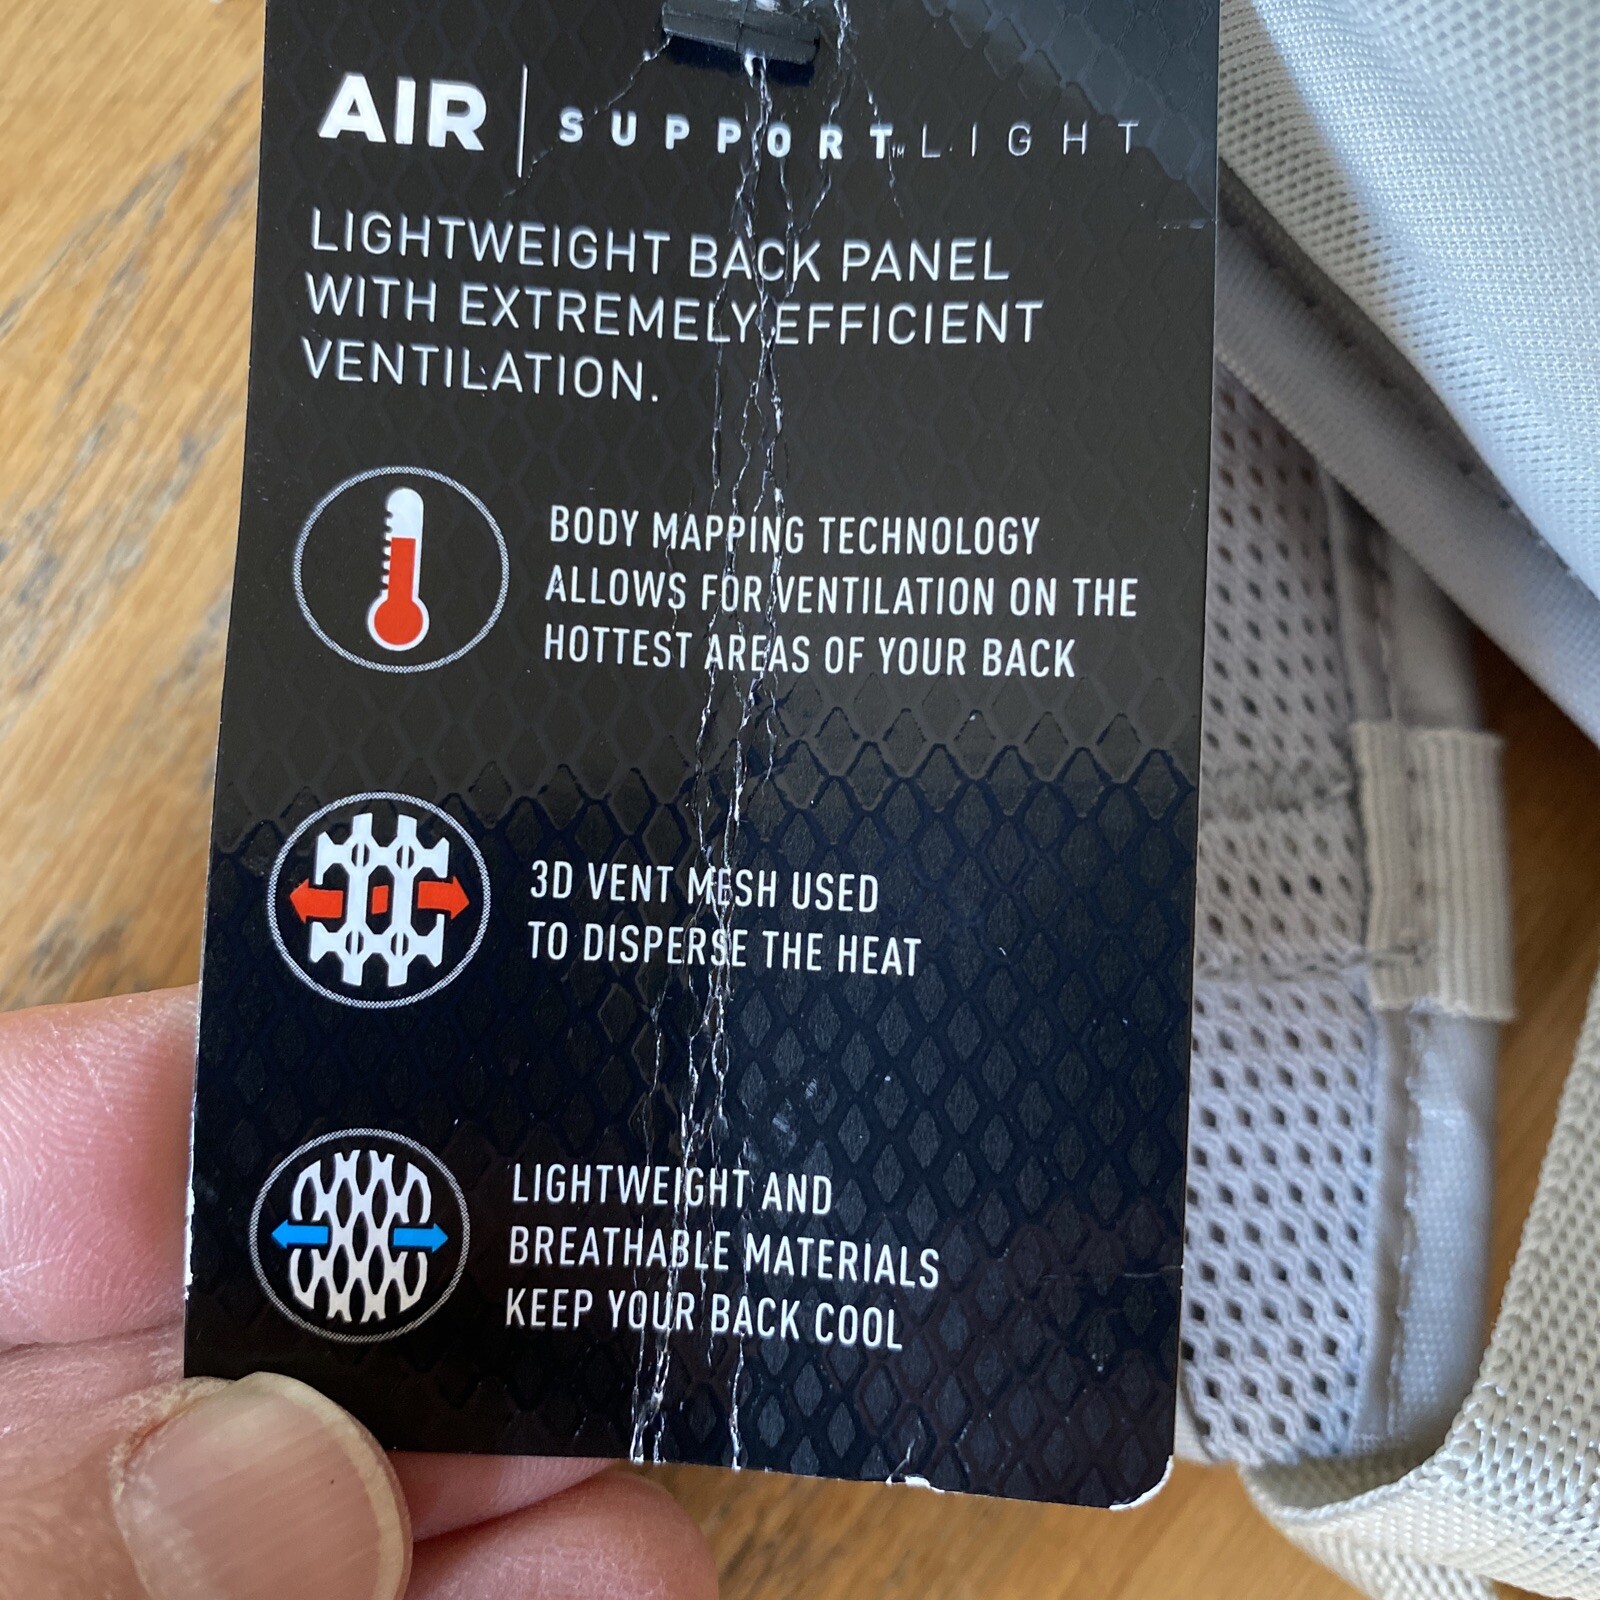 AIR | SUPPORT™ LIGHT
LIGHTWEIGHT BACK PANEL
WITH EXTREMELY EFFICIENT
VENTILATION.
BODY MAPPING TECHNOLOGY
ALLOWS FOR VENTILATION ON THE
HOTTEST AREAS OF YOUR BACK
3D VENT MESH USED
TO DISPERSE THE HEAT
LIGHTWEIGHT AND
BREATHABLE MATERIALS
KEEP YOUR BACK COOL